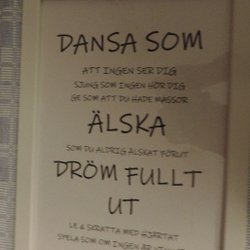 DANSA SOM
ATT INGEN SER DIG
SJUNG SOM INGEN HÖR DIG
GE SOM ATT DU HADE MASSOR
ÄLSKA
SOM DU ALDRIG ÄLSKAT FÖRUT
DRÖM FULLT
UT
LE & SKRATTA MED HJÄRTAT
SPELA SOM OM INGEN